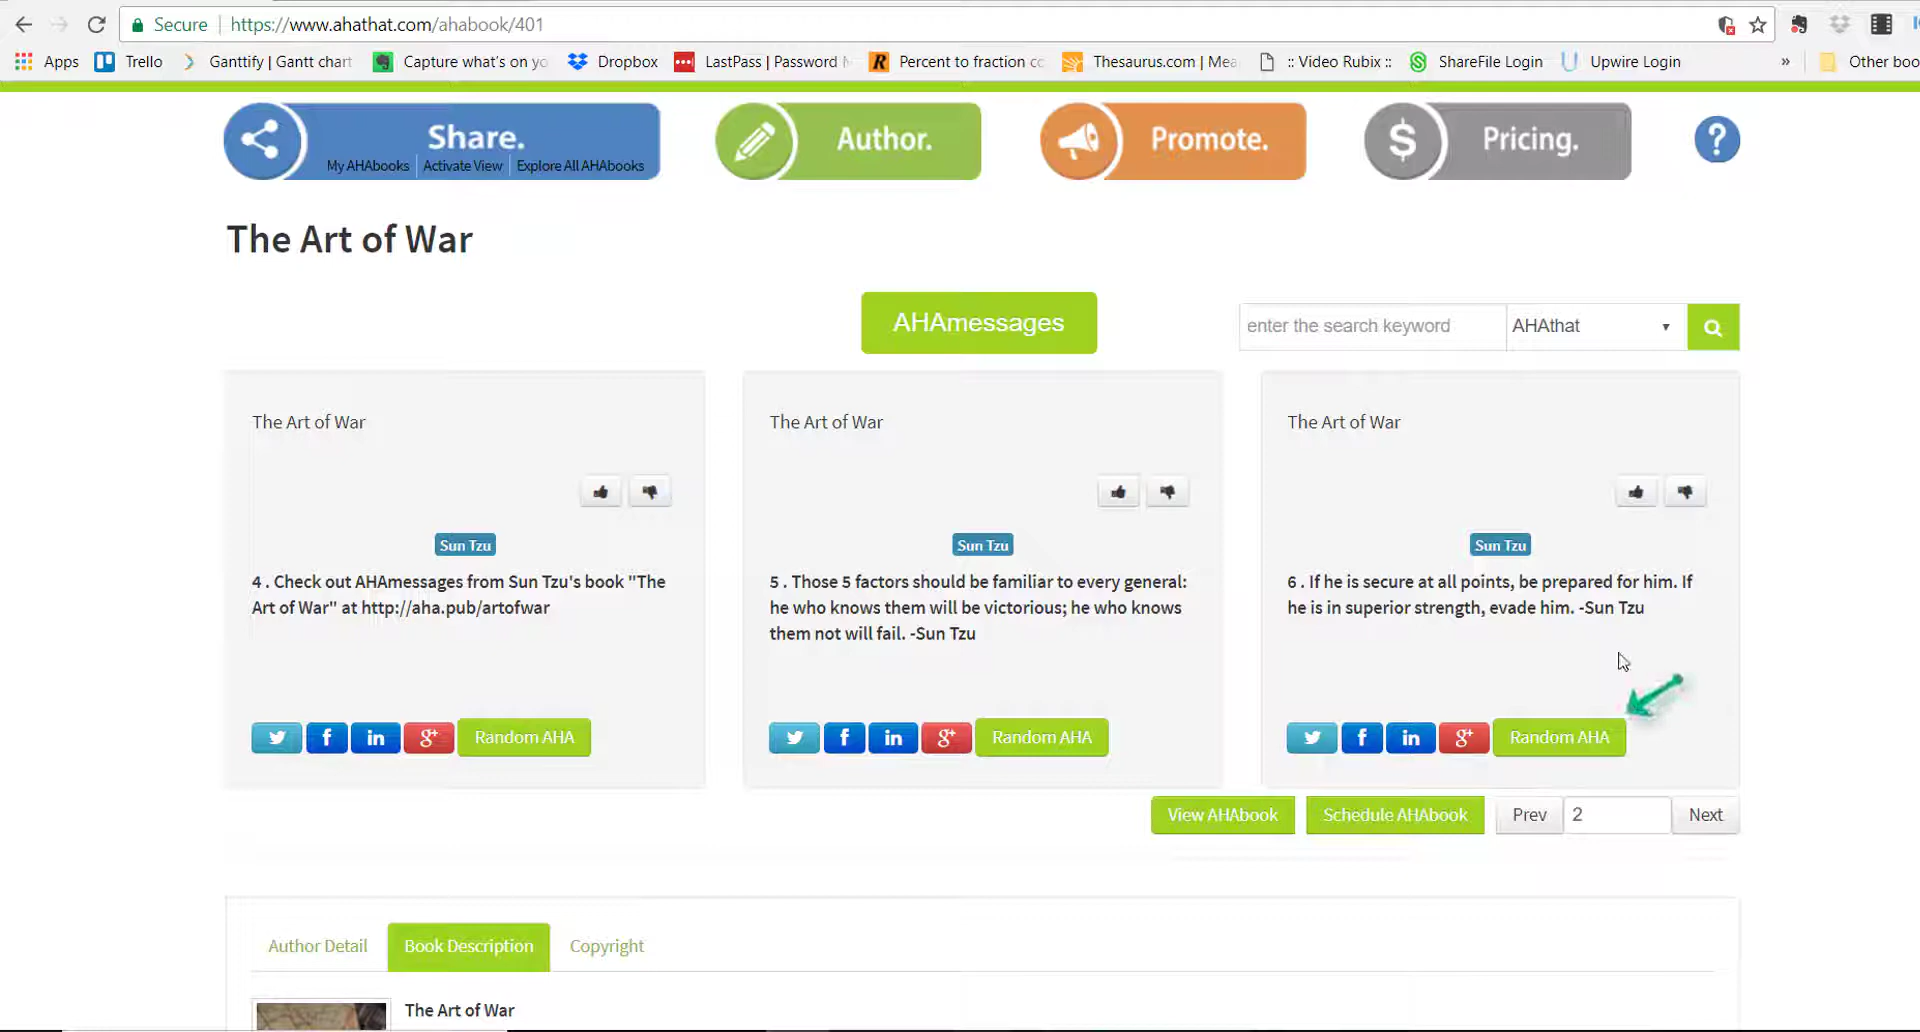 Secure https://www.ahathat.com/ahabook/401
Apps Trello Ganttify | Gantt chart Capture what's on yo Dropbox LastPass | Password Percent to fraction co Thesaurus.com | Mea :: Video Rubix :: ShareFile Login Upwire Login » Other boo
Share.
My AHAbooks Activate View Explore All AHAbooks
Author.
Promote.
$ Pricing.
?
The Art of War
AHAmessages
enter the search keyword AHAthat
The Art of War
Sun Tzu
4 . Check out AHAmessages from Sun Tzu's book "The
Art of War" at http://aha.pub/artofwar
f in g+ Random AHA
The Art of War
Sun Tzu
5 . Those 5 factors should be familiar to every general:
he who knows them will be victorious; he who knows
them not will fail. -Sun Tzu
f in g+ Random AHA
The Art of War
Sun Tzu
6 . If he is secure at all points, be prepared for him. If
he is in superior strength, evade him. -Sun Tzu
f in g+ Random AHA
View AHAbook Schedule AHAbook Prev 2 Next
Author Detail Book Description Copyright
The Art of War